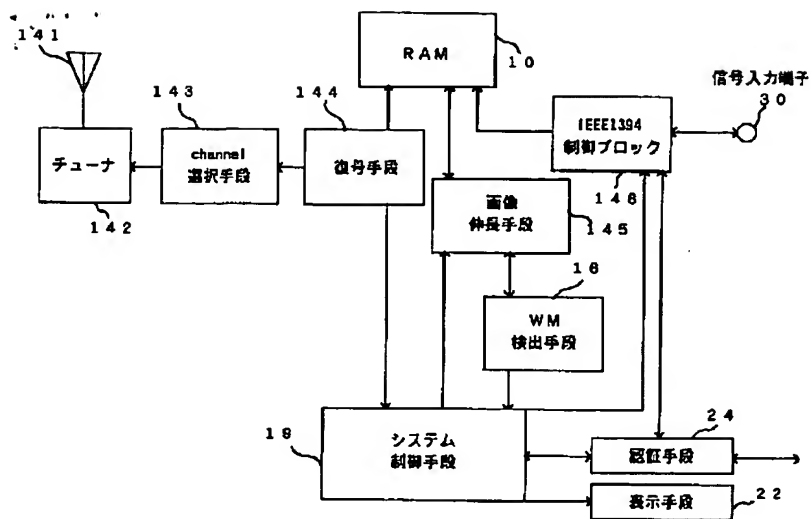 141
RAM
10
信号入力端子
30
143
144
IEEE1394
制御ブロック
146
チューナ
142
channel
選択手段
復号手段
画像
伸長手段
145
16
WM
検出手段
18
システム
制御手段
24
認証手段
表示手段
22